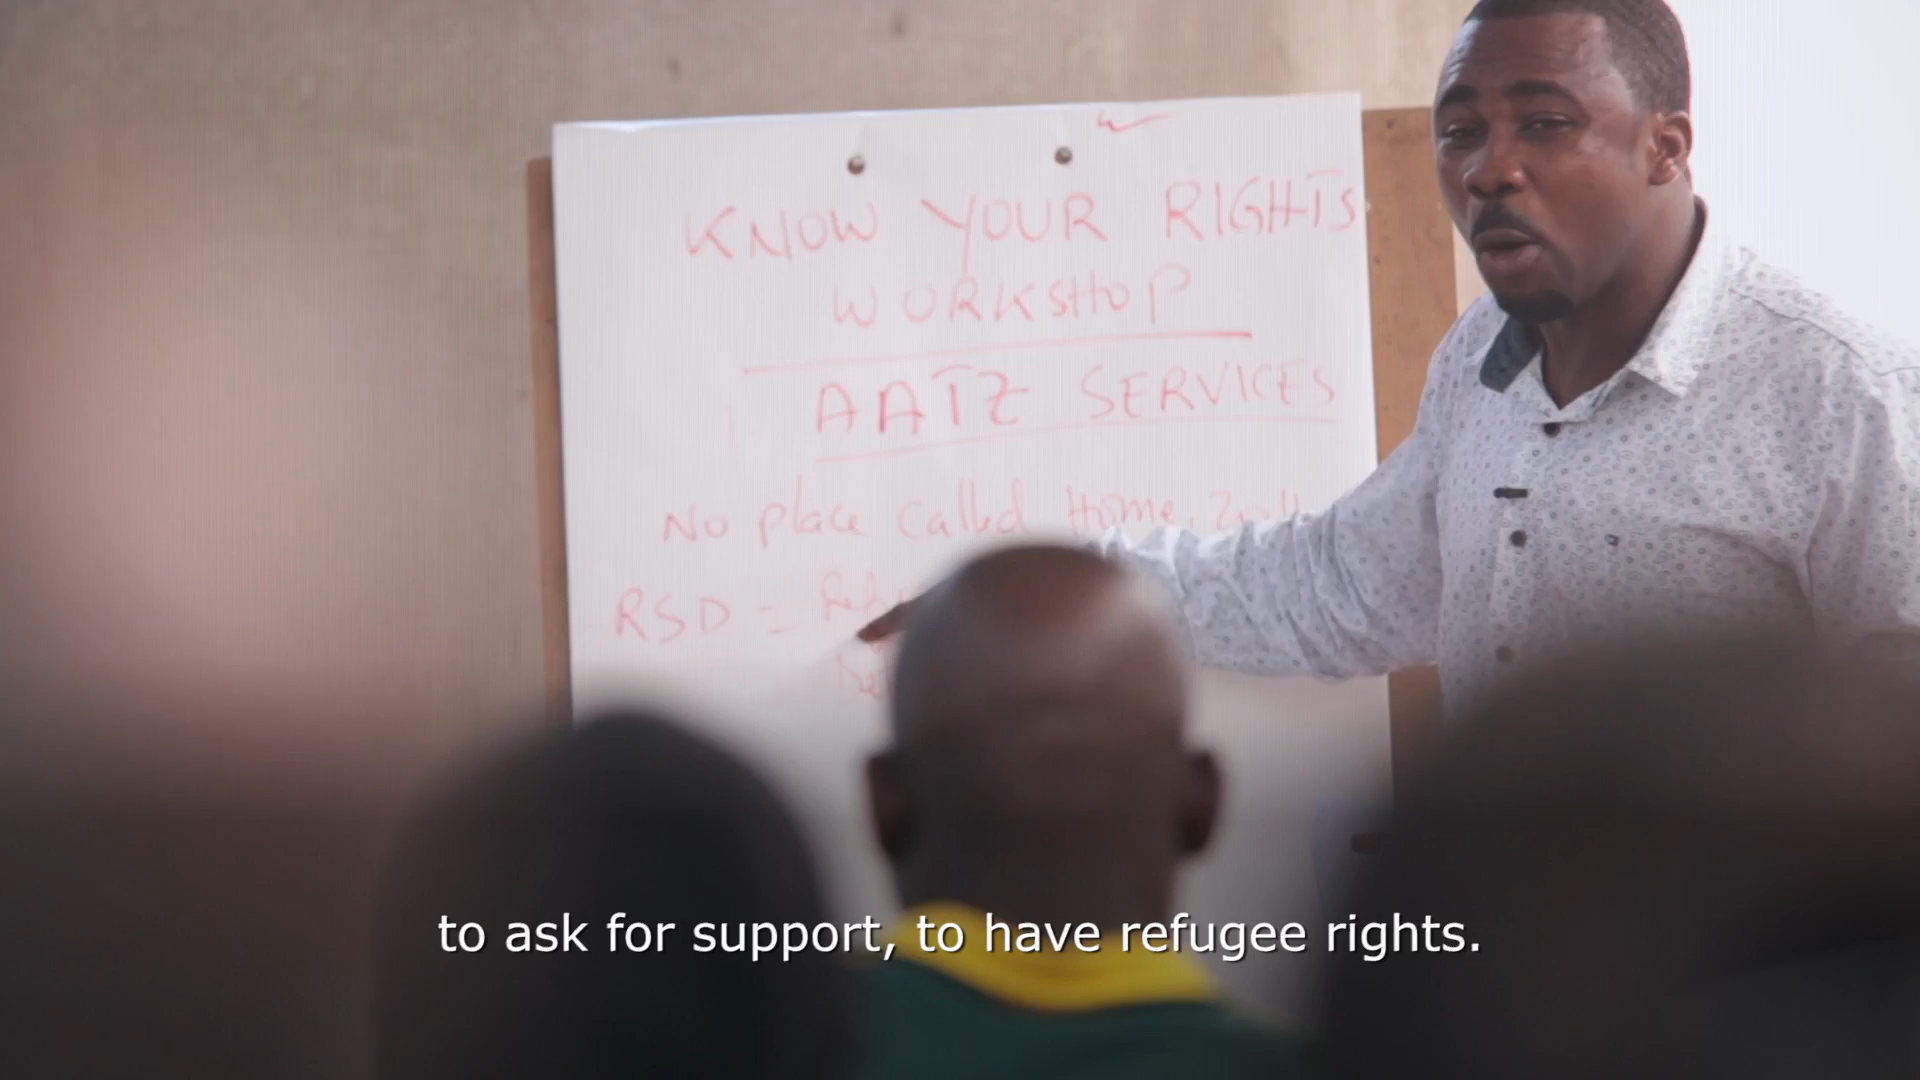 KNOW YOUR RIGHTS
WORKSHOP
AATZ SERVICES
No place called Home,
RSD =
to ask for support, to have refugee rights.